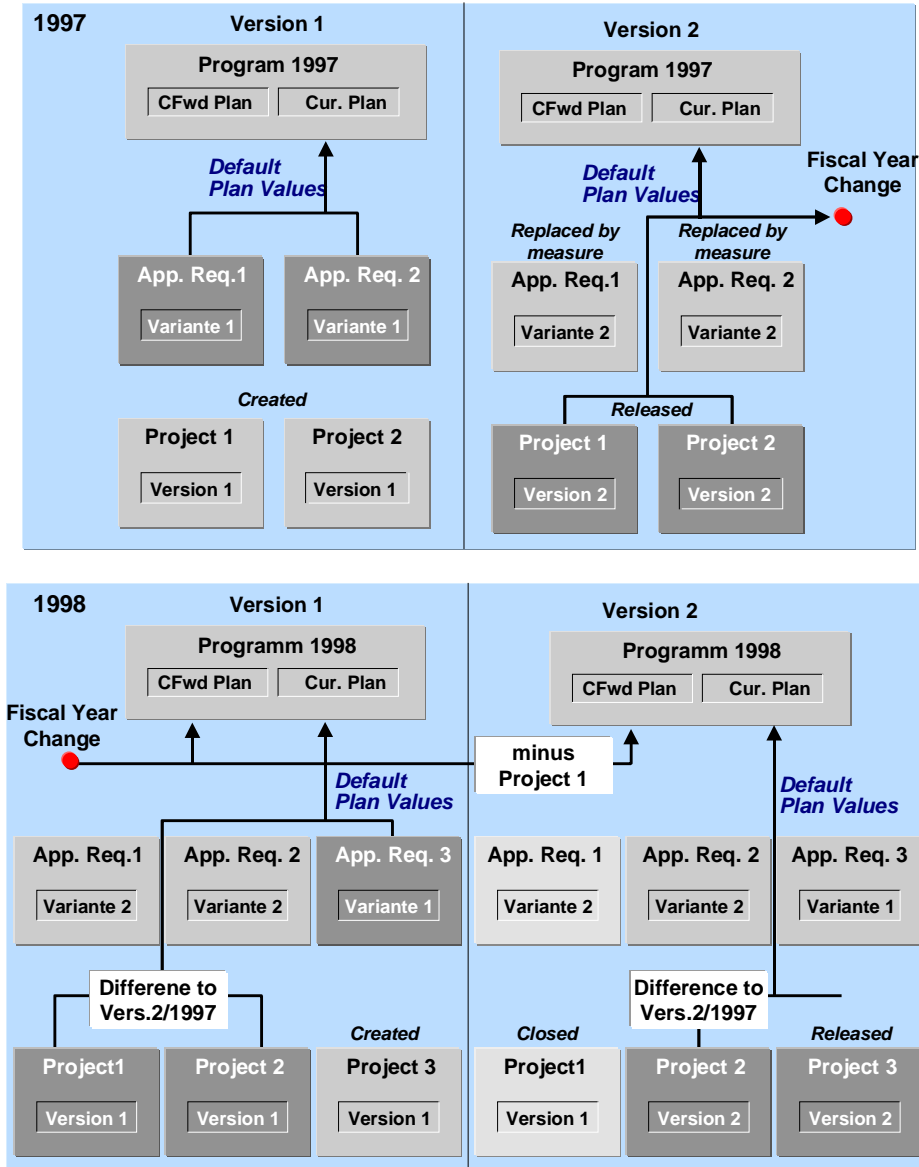 1997
Version 1
Program 1997
CFwd Plan
Cur. Plan
Default
Plan Values
App. Req.1
App. Req. 2
Variante 1
Variante 1
Created
Project 1
Project 2
Version 1
Version 1
Version 2
Program 1997
CFwd Plan
Cur. Plan
Fiscal Year
Change
Default
Plan Values
Replaced by
measure
Replaced by
measure
App. Req.1
App. Req. 2
Variante 2
Variante 2
Released
Project 1
Project 2
Version 2
Version 2
1998
Version 1
Programm 1998
CFwd Plan
Cur. Plan
Fiscal Year
Change
Default
Plan Values
App. Req.1
App. Req. 2
App. Req. 3
Variante 2
Variante 2
Variante 1
Differene to
Vers.2/1997
Created
Project1
Project 2
Project 3
Version 1
Version 1
Version 1
Version 2
Programm 1998
CFwd Plan
Cur. Plan
minus
Project 1
Default
Plan Values
App. Req. 1
App. Req. 2
App. Req. 3
Variante 2
Variante 2
Variante 1
Difference to
Vers.2/1997
Closed
Released
Project1
Project 2
Project 3
Version 1
Version 2
Version 2